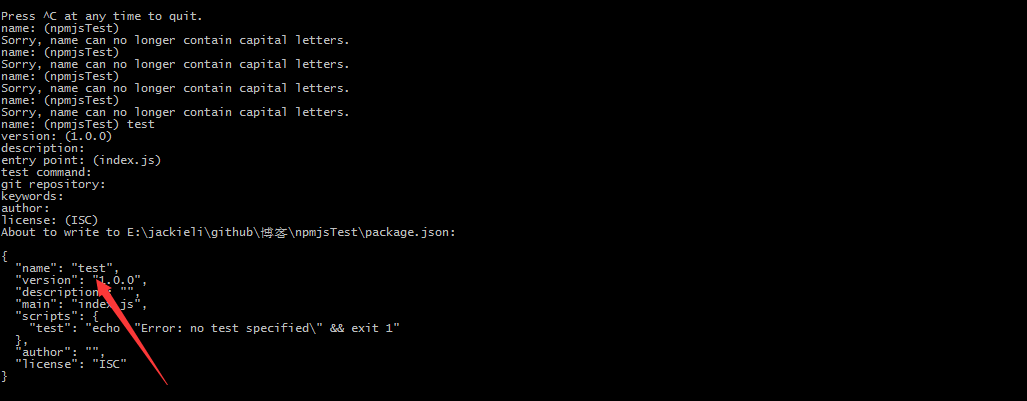 Press ^C at any time to quit.
name: (npmjsTest)
Sorry, name can no longer contain capital letters.
name: (npmjsTest)
Sorry, name can no longer contain capital letters.
name: (npmjsTest)
Sorry, name can no longer contain capital letters.
name: (npmjsTest)
Sorry, name can no longer contain capital letters.
name: (npmjsTest) test
version: (1.0.0)
description:
entry point: (index.js)
test command:
git repository:
keywords:
author:
license: (ISC)
About to write to E:\jackieli\github\博客\npmjsTest\package.json:
{
  "name": "test",
  "version": "1.0.0",
  "description": "",
  "main": "index.js",
  "scripts": {
    "test": "echo \"Error: no test specified\" && exit 1"
  },
  "author": "",
  "license": "ISC"
}